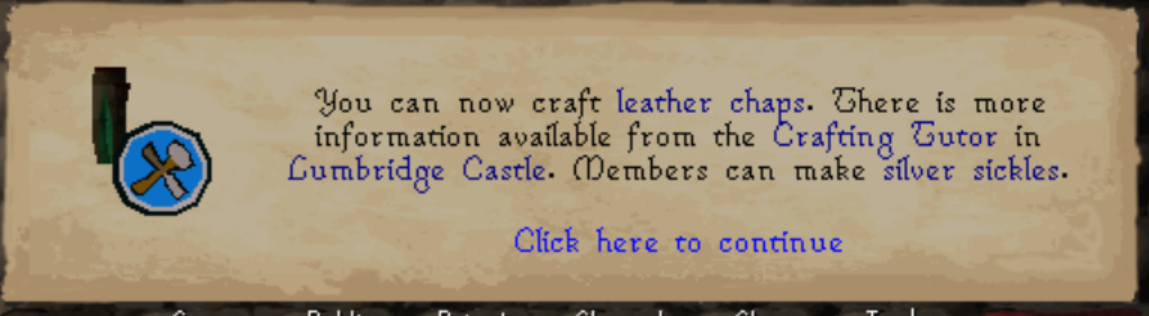 You can now craft leather chaps. There is more
information available from the Crafting Tutor in
Lumbridge Castle. Members can make silver sickles.
Click here to continue